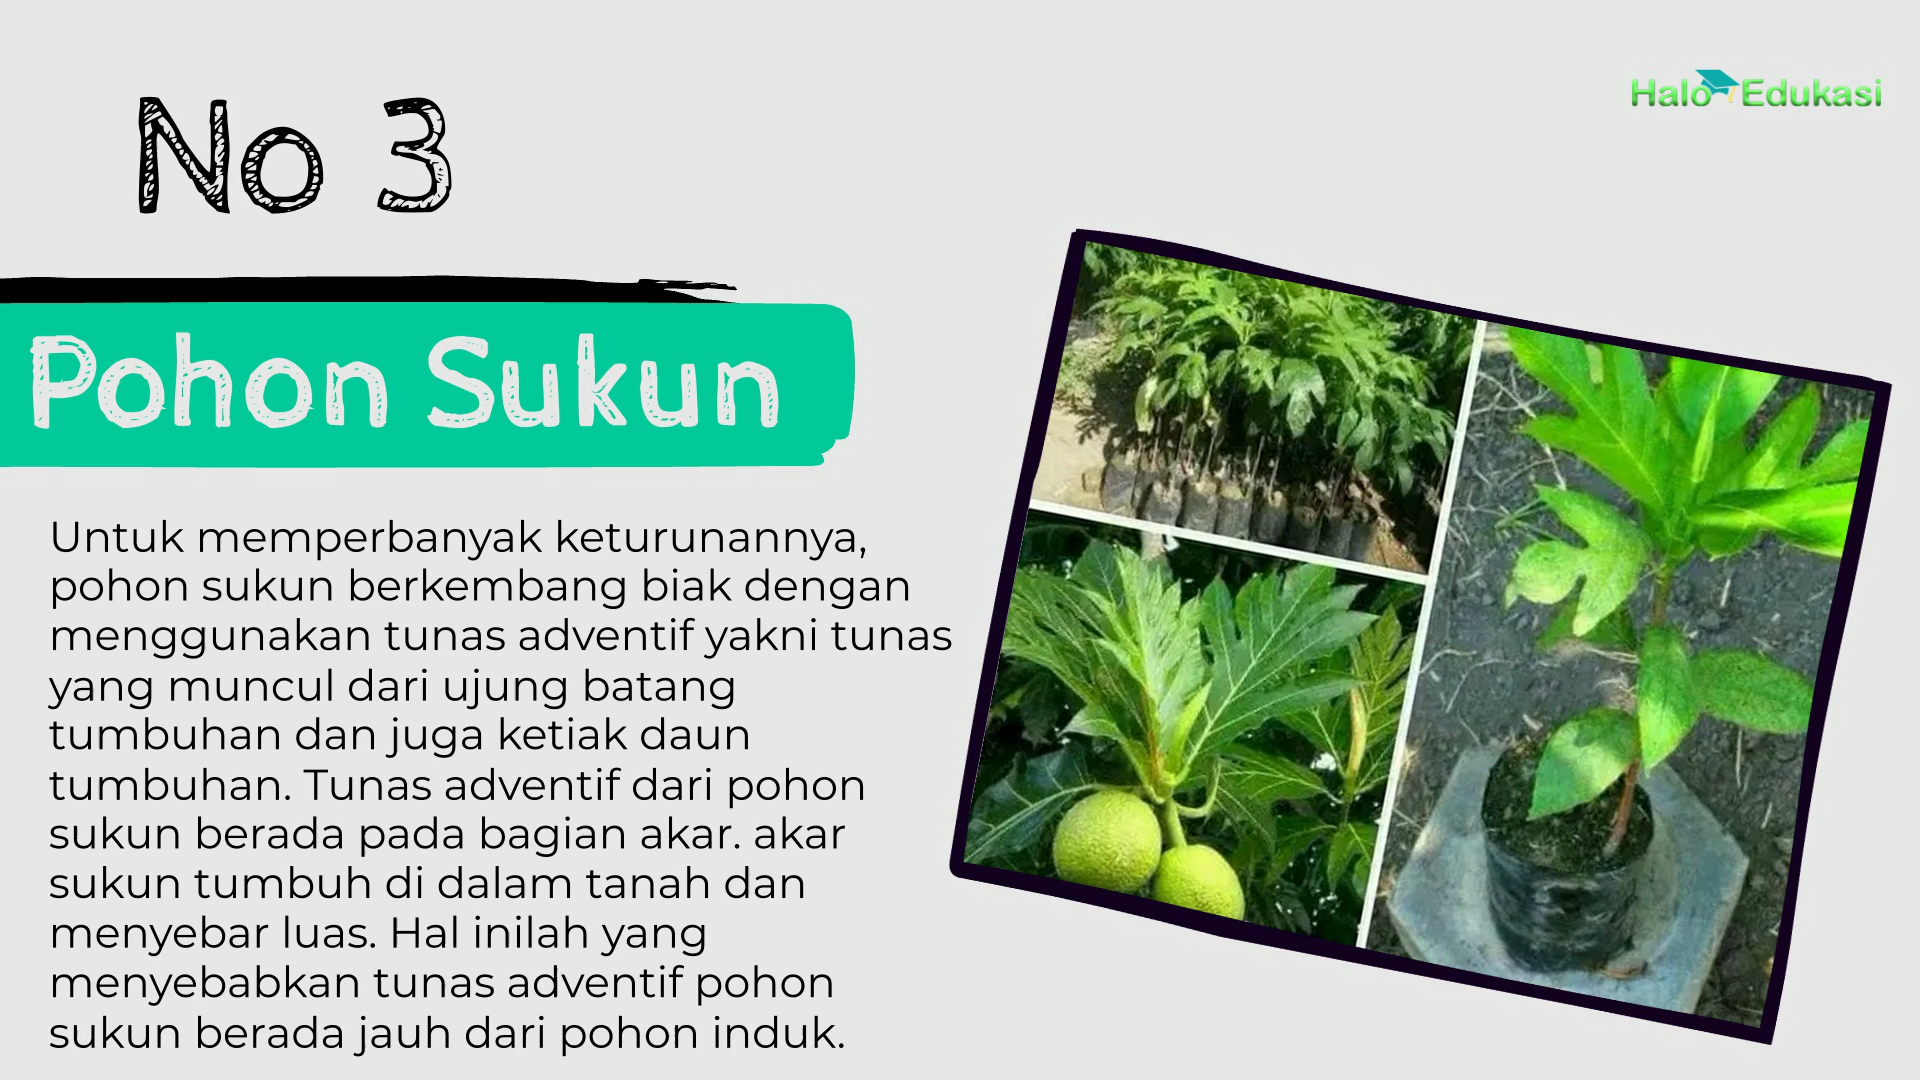 No 3
Halo Edukasi
Pohon Sukun
Untuk memperbanyak keturunannya,
pohon sukun berkembang biak dengan
menggunakan tunas adventif yakni tunas
yang muncul dari ujung batang
tumbuhan dan juga ketiak daun
tumbuhan. Tunas adventif dari pohon
sukun berada pada bagian akar. akar
sukun tumbuh di dalam tanah dan
menyebar luas. Hal inilah yang
menyebabkan tunas adventif pohon
sukun berada jauh dari pohon induk.